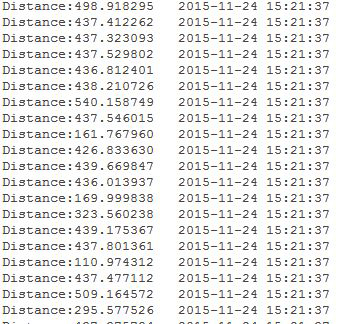 Distance:498.918295 2015-11-24 15:21:37
Distance:437.412262 2015-11-24 15:21:37
Distance:437.323093 2015-11-24 15:21:37
Distance:437.529802 2015-11-24 15:21:37
Distance:436.812401 2015-11-24 15:21:37
Distance:438.210726 2015-11-24 15:21:37
Distance:540.158749 2015-11-24 15:21:37
Distance:437.546015 2015-11-24 15:21:37
Distance:161.767960 2015-11-24 15:21:37
Distance:426.833630 2015-11-24 15:21:37
Distance:439.669847 2015-11-24 15:21:37
Distance:436.013937 2015-11-24 15:21:37
Distance:169.999838 2015-11-24 15:21:37
Distance:323.560238 2015-11-24 15:21:37
Distance:439.175367 2015-11-24 15:21:37
Distance:437.801361 2015-11-24 15:21:37
Distance:110.974312 2015-11-24 15:21:37
Distance:437.477112 2015-11-24 15:21:37
Distance:509.164572 2015-11-24 15:21:37
Distance:295.577526 2015-11-24 15:21:37